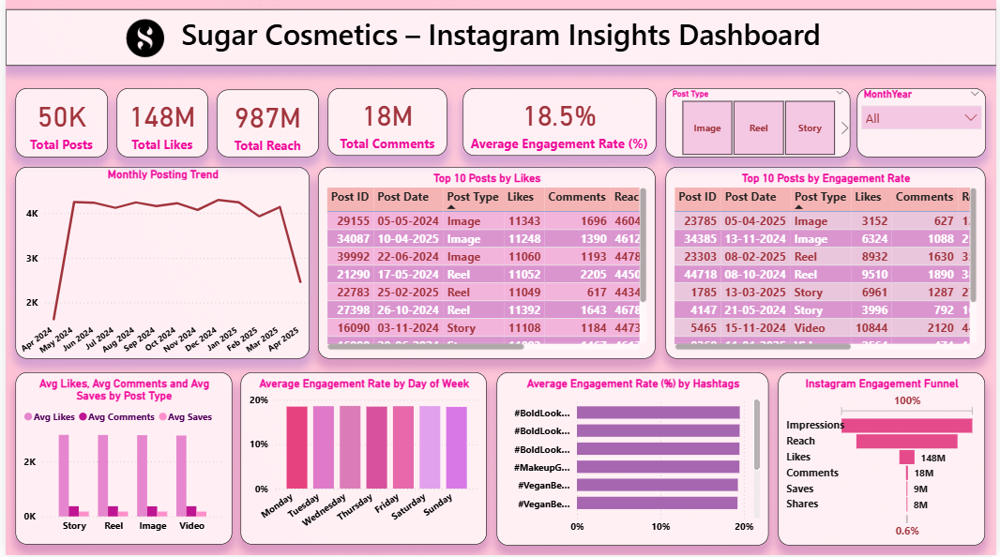 Sugar Cosmetics – Instagram Insights Dashboard
50K
Total Posts
148M
Total Likes
987M
Total Reach
18M
Total Comments
18.5%
Average Engagement Rate (%)
Post Type
Image Reel Story
MonthYear
All
Monthly Posting Trend
4K
3K
2K
Apr 2024 May 2024 Jun 2024 Jul 2024 Aug 2024 Sep 2024 Oct 2024 Nov 2024 Dec 2024 Jan 2025 Feb 2025 Mar 2025 Apr 2025
Top 10 Posts by Likes
Post ID Post Date Post Type Likes Comments Reac
29155 05-05-2024 Image 11343 1696 4604
34087 10-04-2025 Image 11248 1390 4612
39992 22-06-2024 Image 11060 1193 4478
21290 17-05-2024 Reel 11052 2205 4450
22783 25-02-2025 Reel 11049 617 4434
27398 26-10-2024 Reel 11392 1643 4678
16090 03-11-2024 Story 11108 1184 4473
Top 10 Posts by Engagement Rate
Post ID Post Date Post Type Likes Comments R
23785 05-04-2025 Image 3152 627 1
34385 13-11-2024 Image 6324 1088 2
23303 08-02-2025 Reel 8932 1630 3
44718 08-10-2024 Reel 9510 1890 3
1785 13-03-2025 Story 6961 1287 2
4147 21-05-2024 Story 3996 792 1
5465 15-11-2024 Video 10844 2120 4
Avg Likes, Avg Comments and Avg
Saves by Post Type
Avg Likes Avg Comments Avg Saves
2K
0K
Story Reel Image Video
Average Engagement Rate by Day of Week
20%
10%
0%
Monday Tuesday Wednesday Thursday Friday Saturday Sunday
Average Engagement Rate (%) by Hashtags
#BoldLook...
#BoldLook...
#BoldLook...
#MakeupG...
#VeganBe...
#VeganBe...
0% 10% 20%
Instagram Engagement Funnel
100%
Impressions
Reach
Likes 148M
Comments 18M
Saves 9M
Shares 8M
0.6%